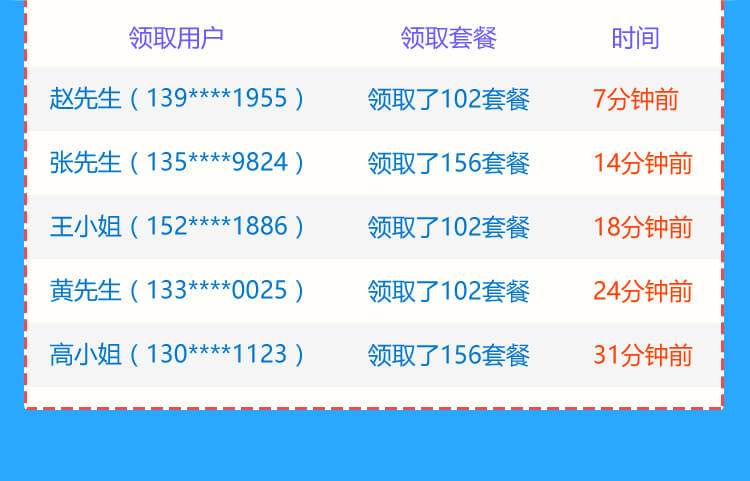 领取用户 领取套餐 时间
赵先生（139****1955） 领取了102套餐 7分钟前
张先生（135****9824） 领取了156套餐 14分钟前
王小姐（152****1886） 领取了102套餐 18分钟前
黄先生（133****0025） 领取了102套餐 24分钟前
高小姐（130****1123） 领取了156套餐 31分钟前